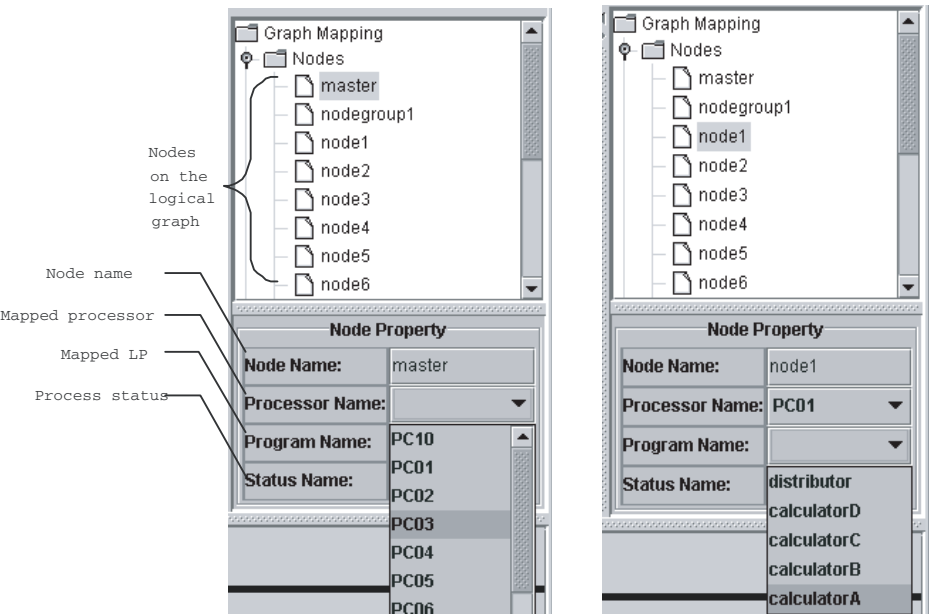 Graph Mapping
Nodes
master
nodegroup1
node1
node2
node3
node4
node5
node6
Nodes
on the
logical
graph
Node name
Mapped processor
Mapped LP
Process status
Node Property
Node Name: master
Processor Name:
Program Name:
Status Name:
PC10
PC01
PC02
PC03
PC04
PC05
PC06
Graph Mapping
Nodes
master
nodegroup1
node1
node2
node3
node4
node5
node6
Node Property
Node Name: node1
Processor Name: PC01
Program Name:
Status Name:
distributor
calculatorD
calculatorC
calculatorB
calculatorA